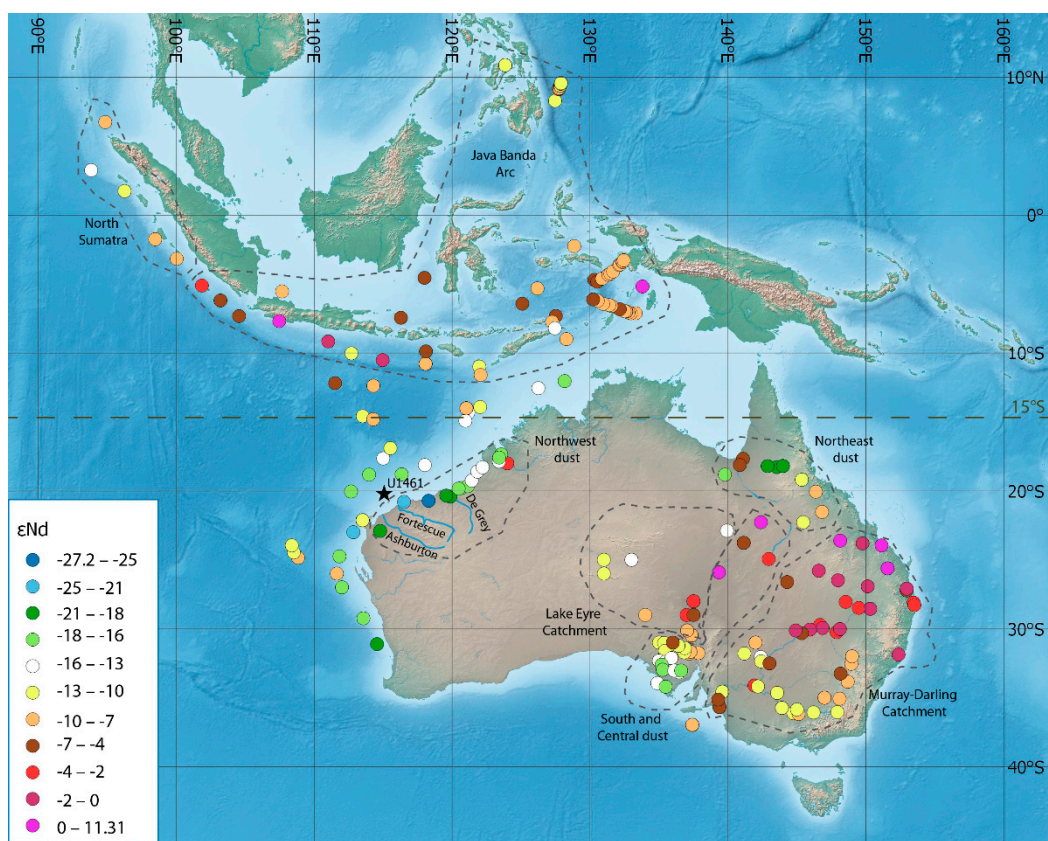 90°E
100°E
110°E
120°E
130°E
140°E
150°E
160°E
10°N
Java Banda
Arc
0°
North
Sumatra
10°S
15°S
Northwest
dust
Northeast
dust
U1461
20°S
De Grey
Fortescue
Ashburton
Lake Eyre
Catchment
30°S
South and
Central dust
Murray-Darling
Catchment
40°S
εNd
-27.2 – -25
-25 – -21
-21 – -18
-18 – -16
-16 – -13
-13 – -10
-10 – -7
-7 – -4
-4 – -2
-2 – 0
0 – 11.31